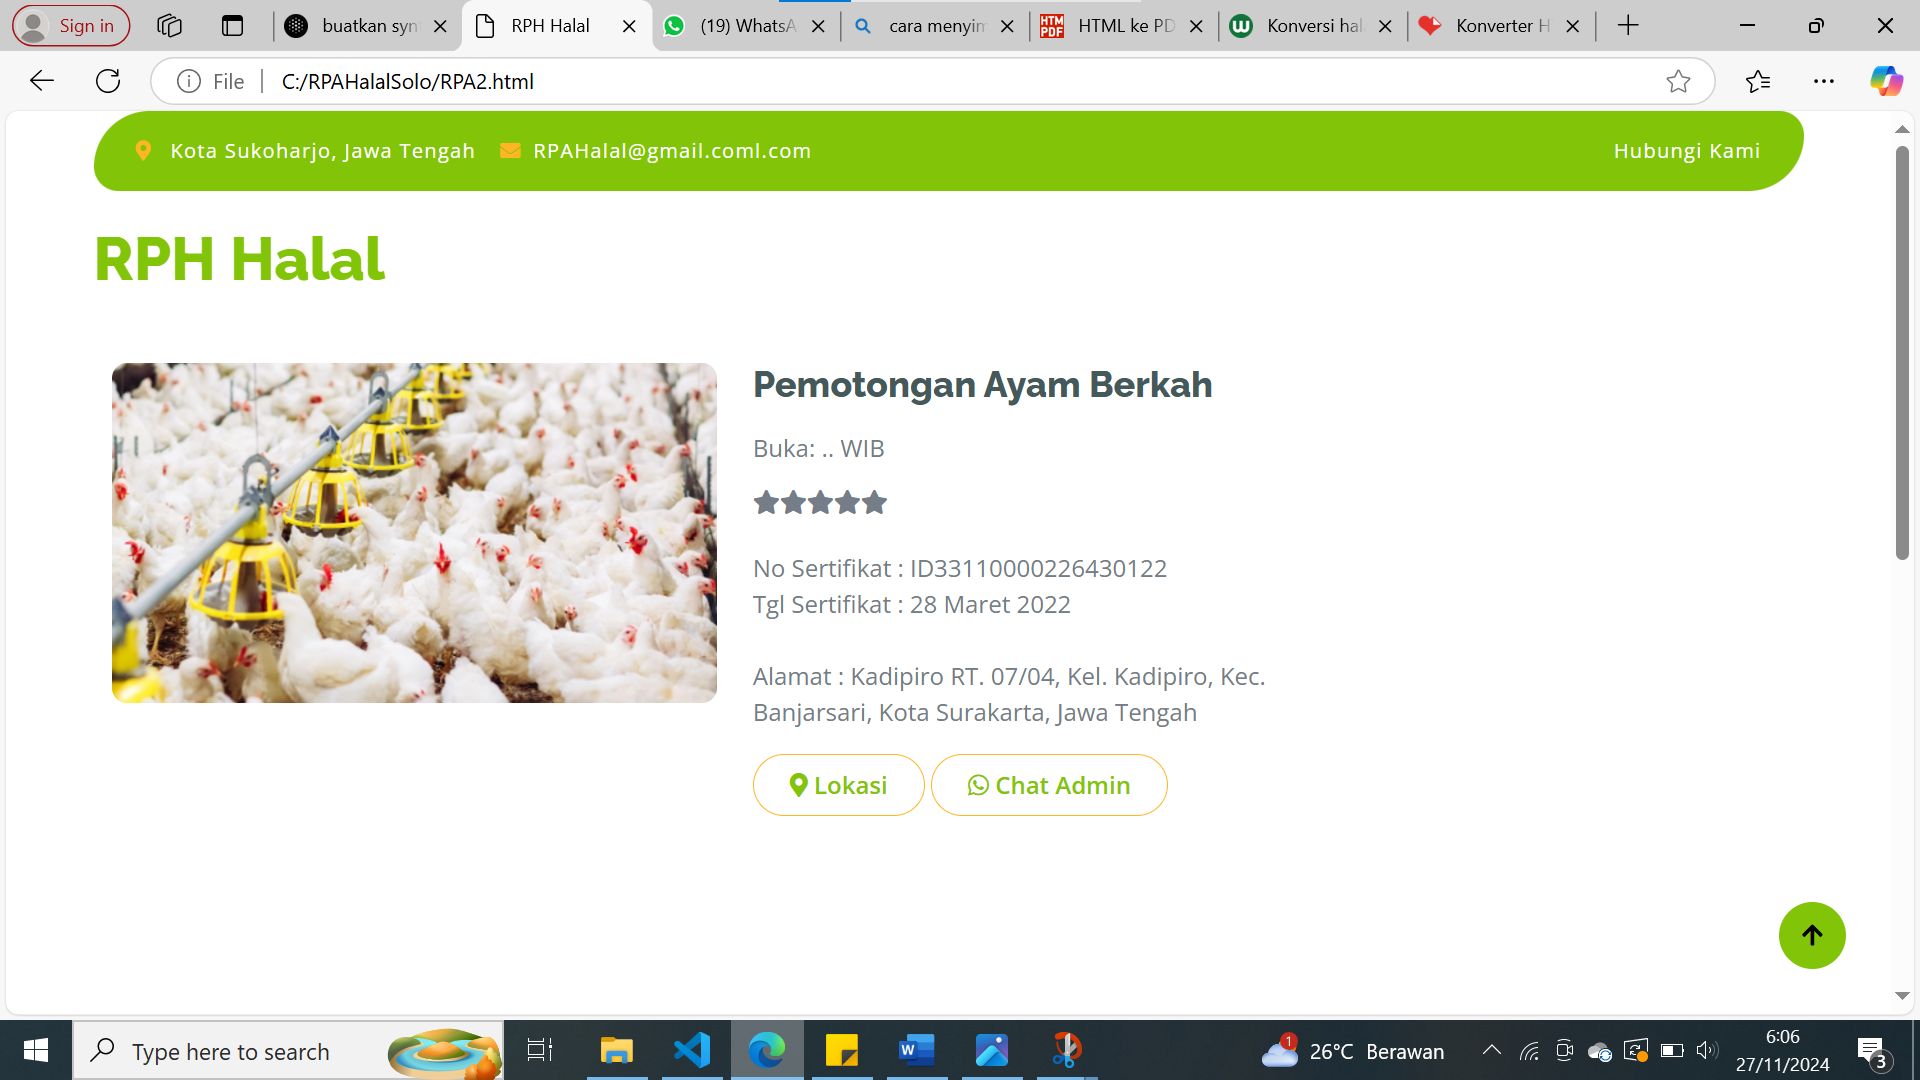 Sign in
buatkan syn
RPH Halal
(19) WhatsA
cara menyim
HTML ke PD
Konversi hal
Konverter H
File
C:/RPAHalalSolo/RPA2.html
Kota Sukoharjo, Jawa Tengah
RPAHalal@gmail.coml.com
Hubungi Kami
RPH Halal
Pemotongan Ayam Berkah
Buka: .. WIB
No Sertifikat : ID33110000226430122
Tgl Sertifikat : 28 Maret 2022
Alamat : Kadipiro RT. 07/04, Kel. Kadipiro, Kec.
Banjarsari, Kota Surakarta, Jawa Tengah
Lokasi
Chat Admin
Type here to search
1
26°C Berawan
6:06
27/11/2024
3